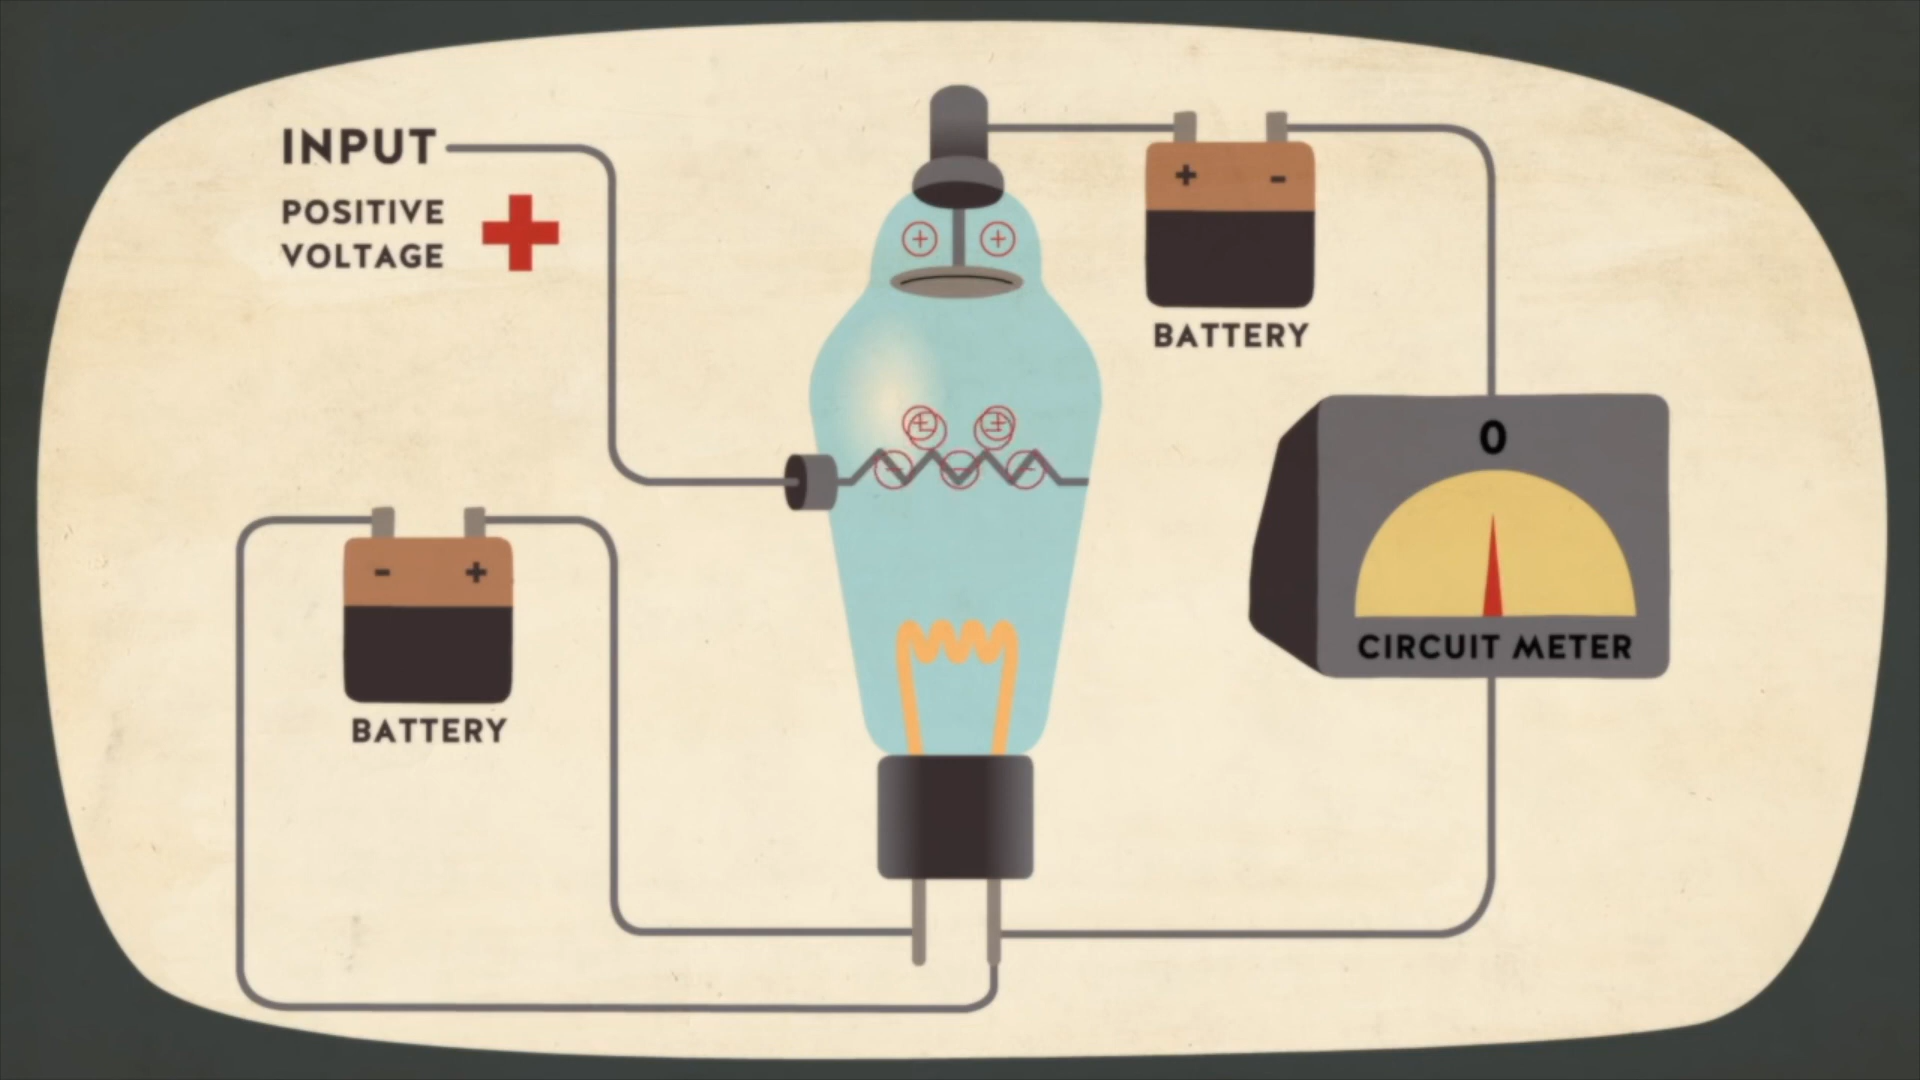 INPUT
POSITIVE
VOLTAGE
+ -
BATTERY
0
CIRCUIT METER
- +
BATTERY